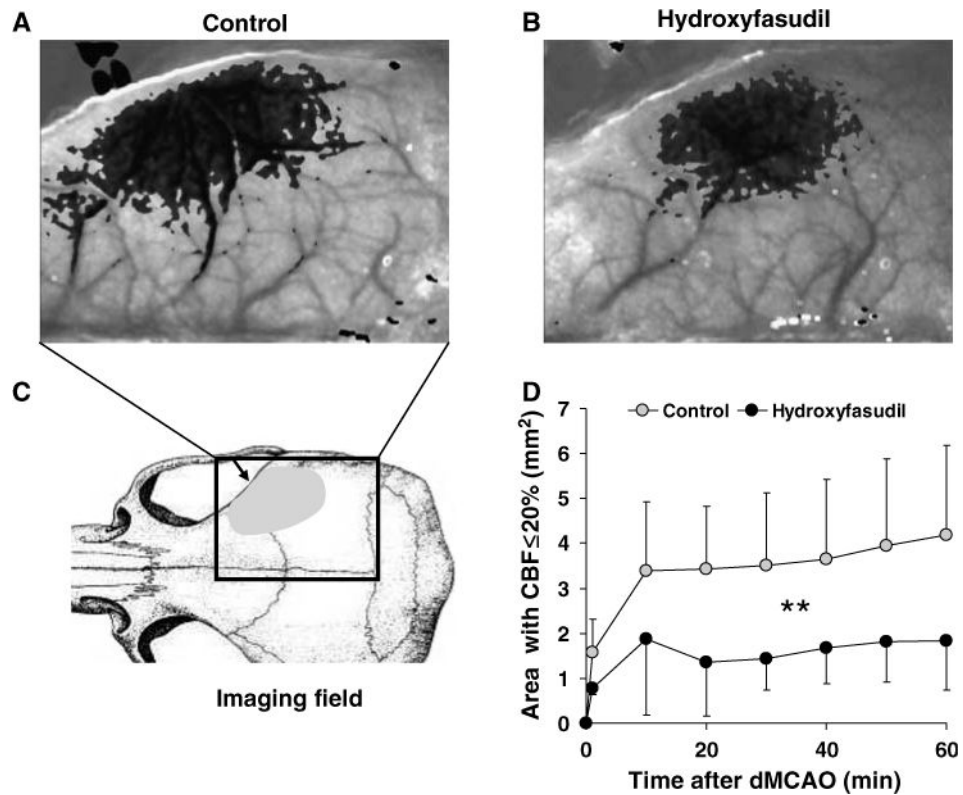 A
Control
B
Hydroxyfasudil
C
Imaging field
D
Control
Hydroxyfasudil
Area with CBF≤20% (mm²)
7
6
5
4
3
2
1
0
**
0 20 40 60
Time after dMCAO (min)